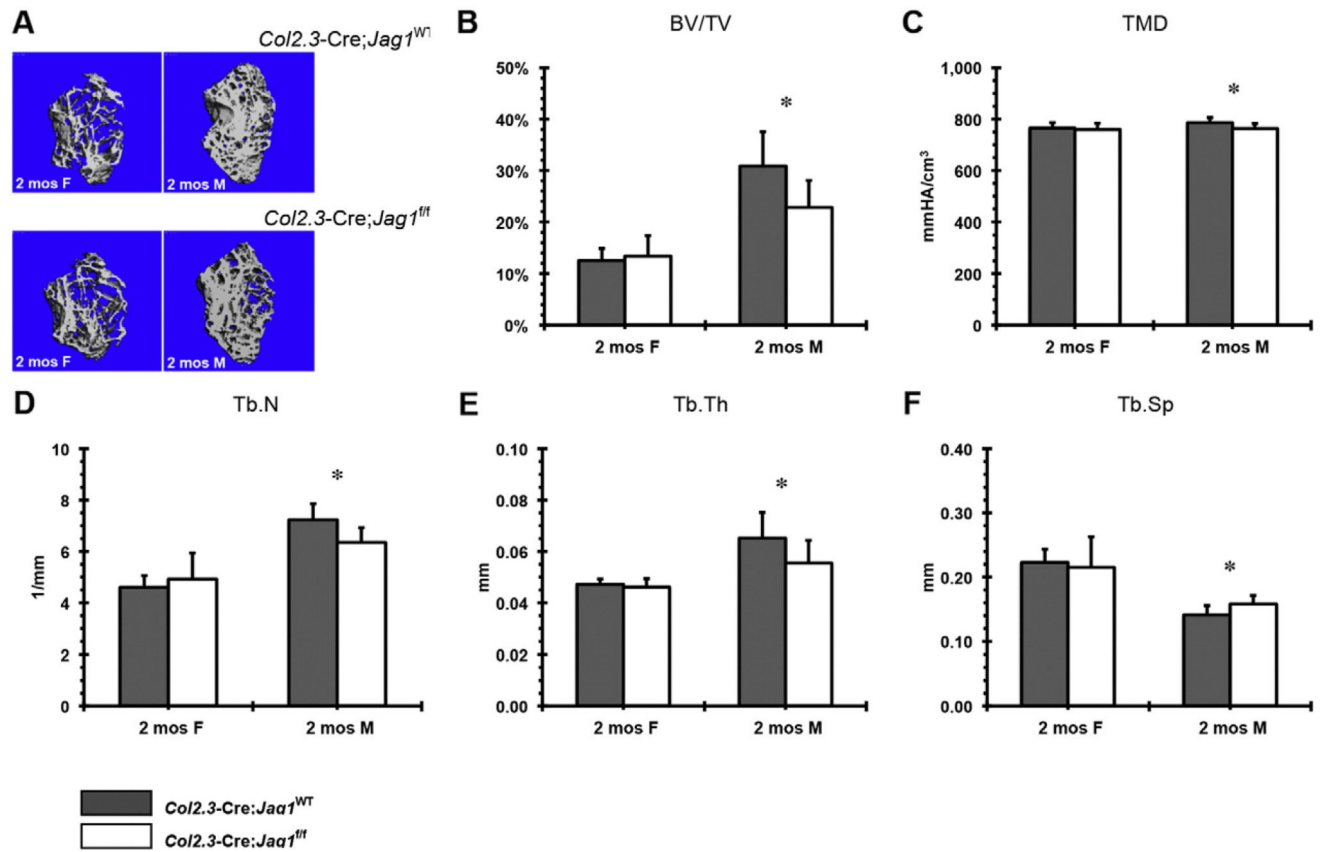 A
Col2.3-Cre;Jag1WT
2 mos F
2 mos M
Col2.3-Cre;Jag1f/f
2 mos F
2 mos M
B
BV/TV
50%
40%
30%
20%
10%
0%
*
2 mos F
2 mos M
C
TMD
mmHA/cm³
1,000
800
600
400
200
0
*
2 mos F
2 mos M
D
Tb.N
1/mm
10
8
6
4
2
0
*
2 mos F
2 mos M
E
Tb.Th
mm
0.10
0.08
0.06
0.04
0.02
0.00
*
2 mos F
2 mos M
F
Tb.Sp
mm
0.40
0.30
0.20
0.10
0.00
*
2 mos F
2 mos M
Col2.3-Cre;Jag1WT
Col2.3-Cre;Jag1f/f